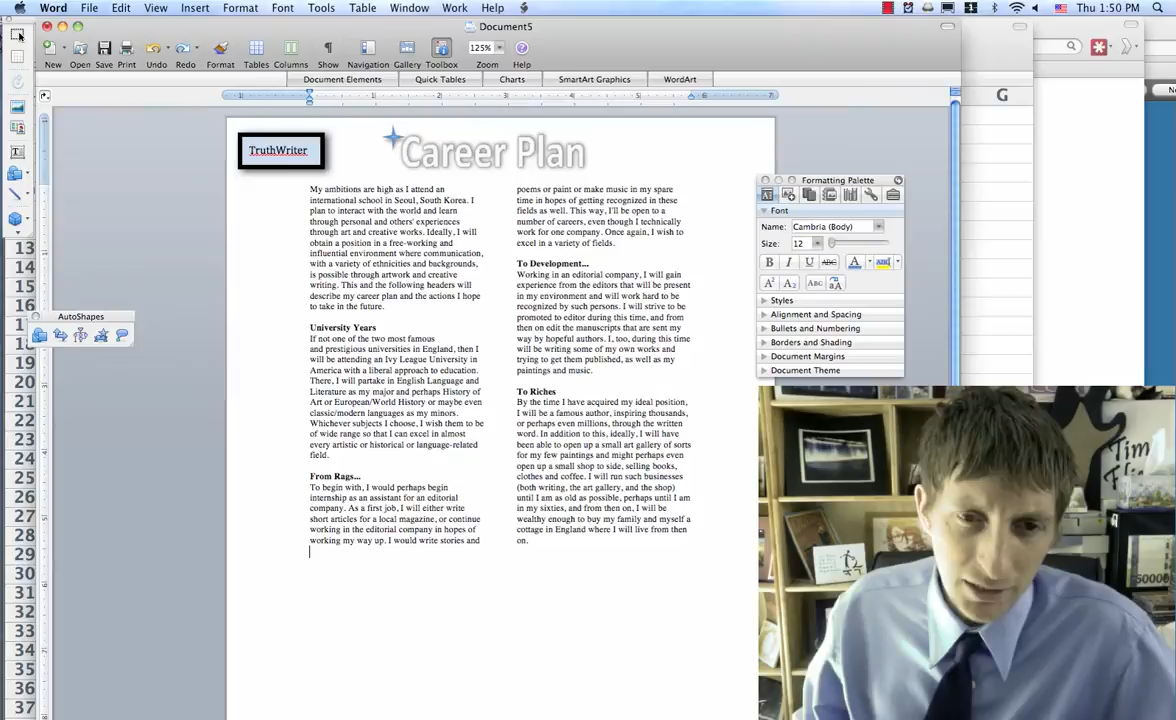 Word File Edit View Insert Format Font Tools Table Window Work Help
Thu 1:50 PM
Document5
New Open Save Print Undo Redo Format Tables Columns Show Navigation Gallery Toolbox Zoom Help
125%
Document Elements Quick Tables Charts SmartArt Graphics WordArt
TruthWriter
Career Plan
My ambitions are high as I attend an
international school in Seoul, South Korea. I
plan to interact with the world and learn
through personal and others' experiences
through art and creative works. Ideally, I will
obtain a position in a free-working and
influential environment where communication,
with a variety of ethnicities and backgrounds,
is possible through artwork and creative
writing. This and the following headers will
describe my career plan and the actions I hope
to take in the future.
University Years
If not one of the two most famous
and prestigious universities in England, then I
will be attending an Ivy League University in
America with a liberal approach to education.
There, I will partake in English Language and
Literature as my major and perhaps History of
Art or European/World History or maybe even
classic/modern languages as my minors.
Whichever subjects I choose, I wish them to be
of wide range so that I can excel in almost
every artistic or historical or language-related
field.
From Rags...
To begin with, I would perhaps begin
internship as an assistant for an editorial
company. As a first job, I will either write
short articles for a local magazine, or continue
working in the editorial company in hopes of
working my way up. I would write stories and
poems or paint or make music in my spare
time in hopes of getting recognized in these
fields as well. This way, I'll be open to a
number of careers, even though I technically
work for one company. Once again, I wish to
excel in a variety of fields.
To Development...
Working in an editorial company, I will gain
experience from the editors that will be present
in my environment and will work hard to be
recognized by such persons. I will strive to be
promoted to editor during this time, and from
then on edit the manuscripts that are sent my
way by hopeful authors. I, too, during this time
will be writing some of my own works and
trying to get them published, as well as my
paintings and music.
To Riches
By the time I have acquired my ideal position,
I will be a famous author, inspiring thousands,
or perhaps even millions, through the written
word. In addition to this, ideally, I will have
been able to open up a small art gallery of sorts
for my few paintings and might perhaps even
open up a small shop to side, selling books,
clothes and coffee. I will run such businesses
(both writing, the art gallery, and the shop)
until I am as old as possible, perhaps until I am
in my sixties, and from then on, I will be
wealthy enough to buy my family and myself a
cottage in England where I will live from then
on.
Formatting Palette
Font
Name: Cambria (Body)
Size: 12
B I U ABC A ABC
A² A₂ ABC aA
Styles
Alignment and Spacing
Bullets and Numbering
Borders and Shading
Document Margins
Document Theme
AutoShapes
G
13
14
15
16
19
20
21
22
23
24
25
26
27
28
29
30
31
32
33
34
35
36
37
50000